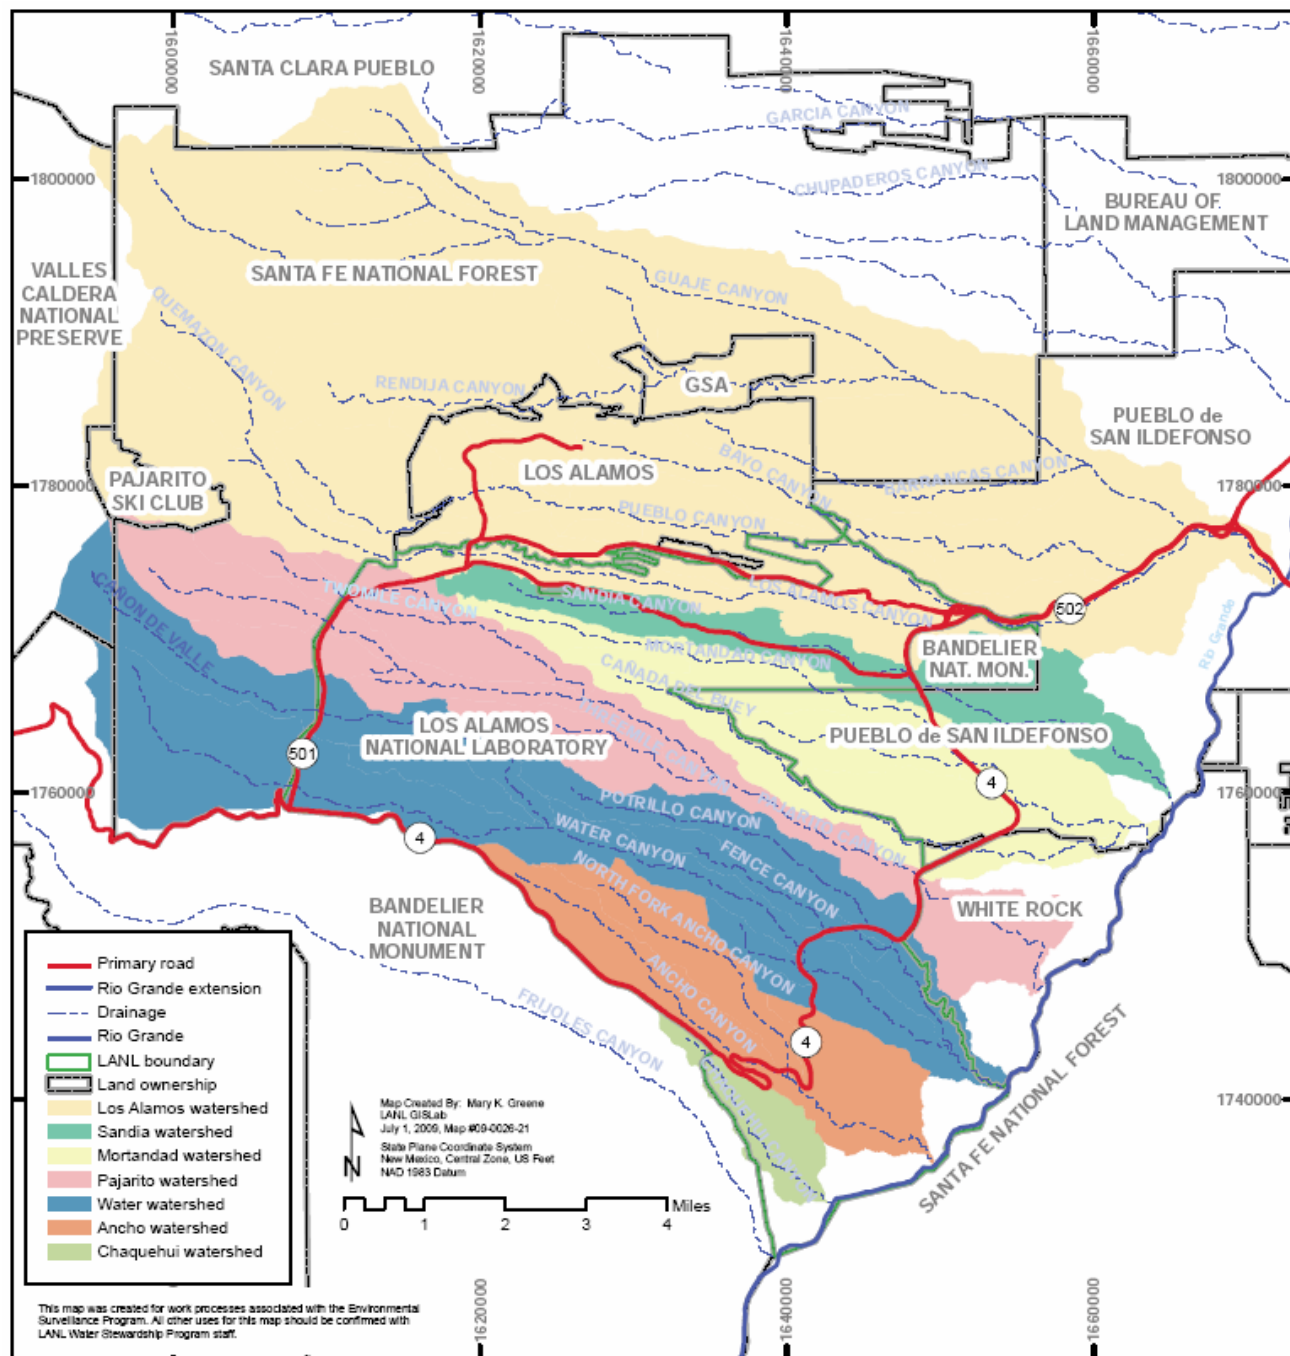 1600000
1620000
1640000
1660000
SANTA CLARA PUEBLO
GARCIA CANYON
1800000
1800000
CHUPADEROS CANYON
BUREAU OF
LAND MANAGEMENT
VALLES
CALDERA
NATIONAL
PRESERVE
SANTA FE NATIONAL FOREST
GUAJE CANYON
QUEMAZON CANYON
RENDIJA CANYON
GSA
PUEBLO de
SAN ILDEFONSO
PAJARITO
SKI CLUB
LOS ALAMOS
BAYO CANYON
BARRANCAS CANYON
1780000
1780000
PUEBLO CANYON
TWOMILE CANYON
SANDIA CANYON
LOS ALAMOS CANYON
502
Rio Grande
CAÑON DE VALLE
MORTANDAD CANYON
BANDELIER
NAT. MON.
CAÑADA DEL BUEY
LOS ALAMOS
NATIONAL LABORATORY
PUEBLO de SAN ILDEFONSO
501
4
1760000
1760000
POTRILLO CANYON
PAJARITO CANYON
4
WATER CANYON
FENCE CANYON
NORTH FORK ANCHO CANYON
BANDELIER
NATIONAL
MONUMENT
WHITE ROCK
ANCHO CANYON
FRIJOLES CANYON
4
SANTA FE NATIONAL FOREST
1740000
Primary road
Rio Grande extension
Drainage
Rio Grande
LANL boundary
Land ownership
Los Alamos watershed
Sandia watershed
Mortandad watershed
Pajarito watershed
Water watershed
Ancho watershed
Chaquehui watershed
Map Created By: Mary K. Greene
LANL GISLab
July 1, 2009, Map #09-0026-21
State Plane Coordinate System
New Mexico, Central Zone, US Feet
NAD 1983 Datum
N
0 1 2 3 4 Miles
This map was created for work processes associated with the Environmental
Surveillance Program. All other uses for this map should be confirmed with
LANL Water Stewardship Program staff.
1620000
1640000
1660000